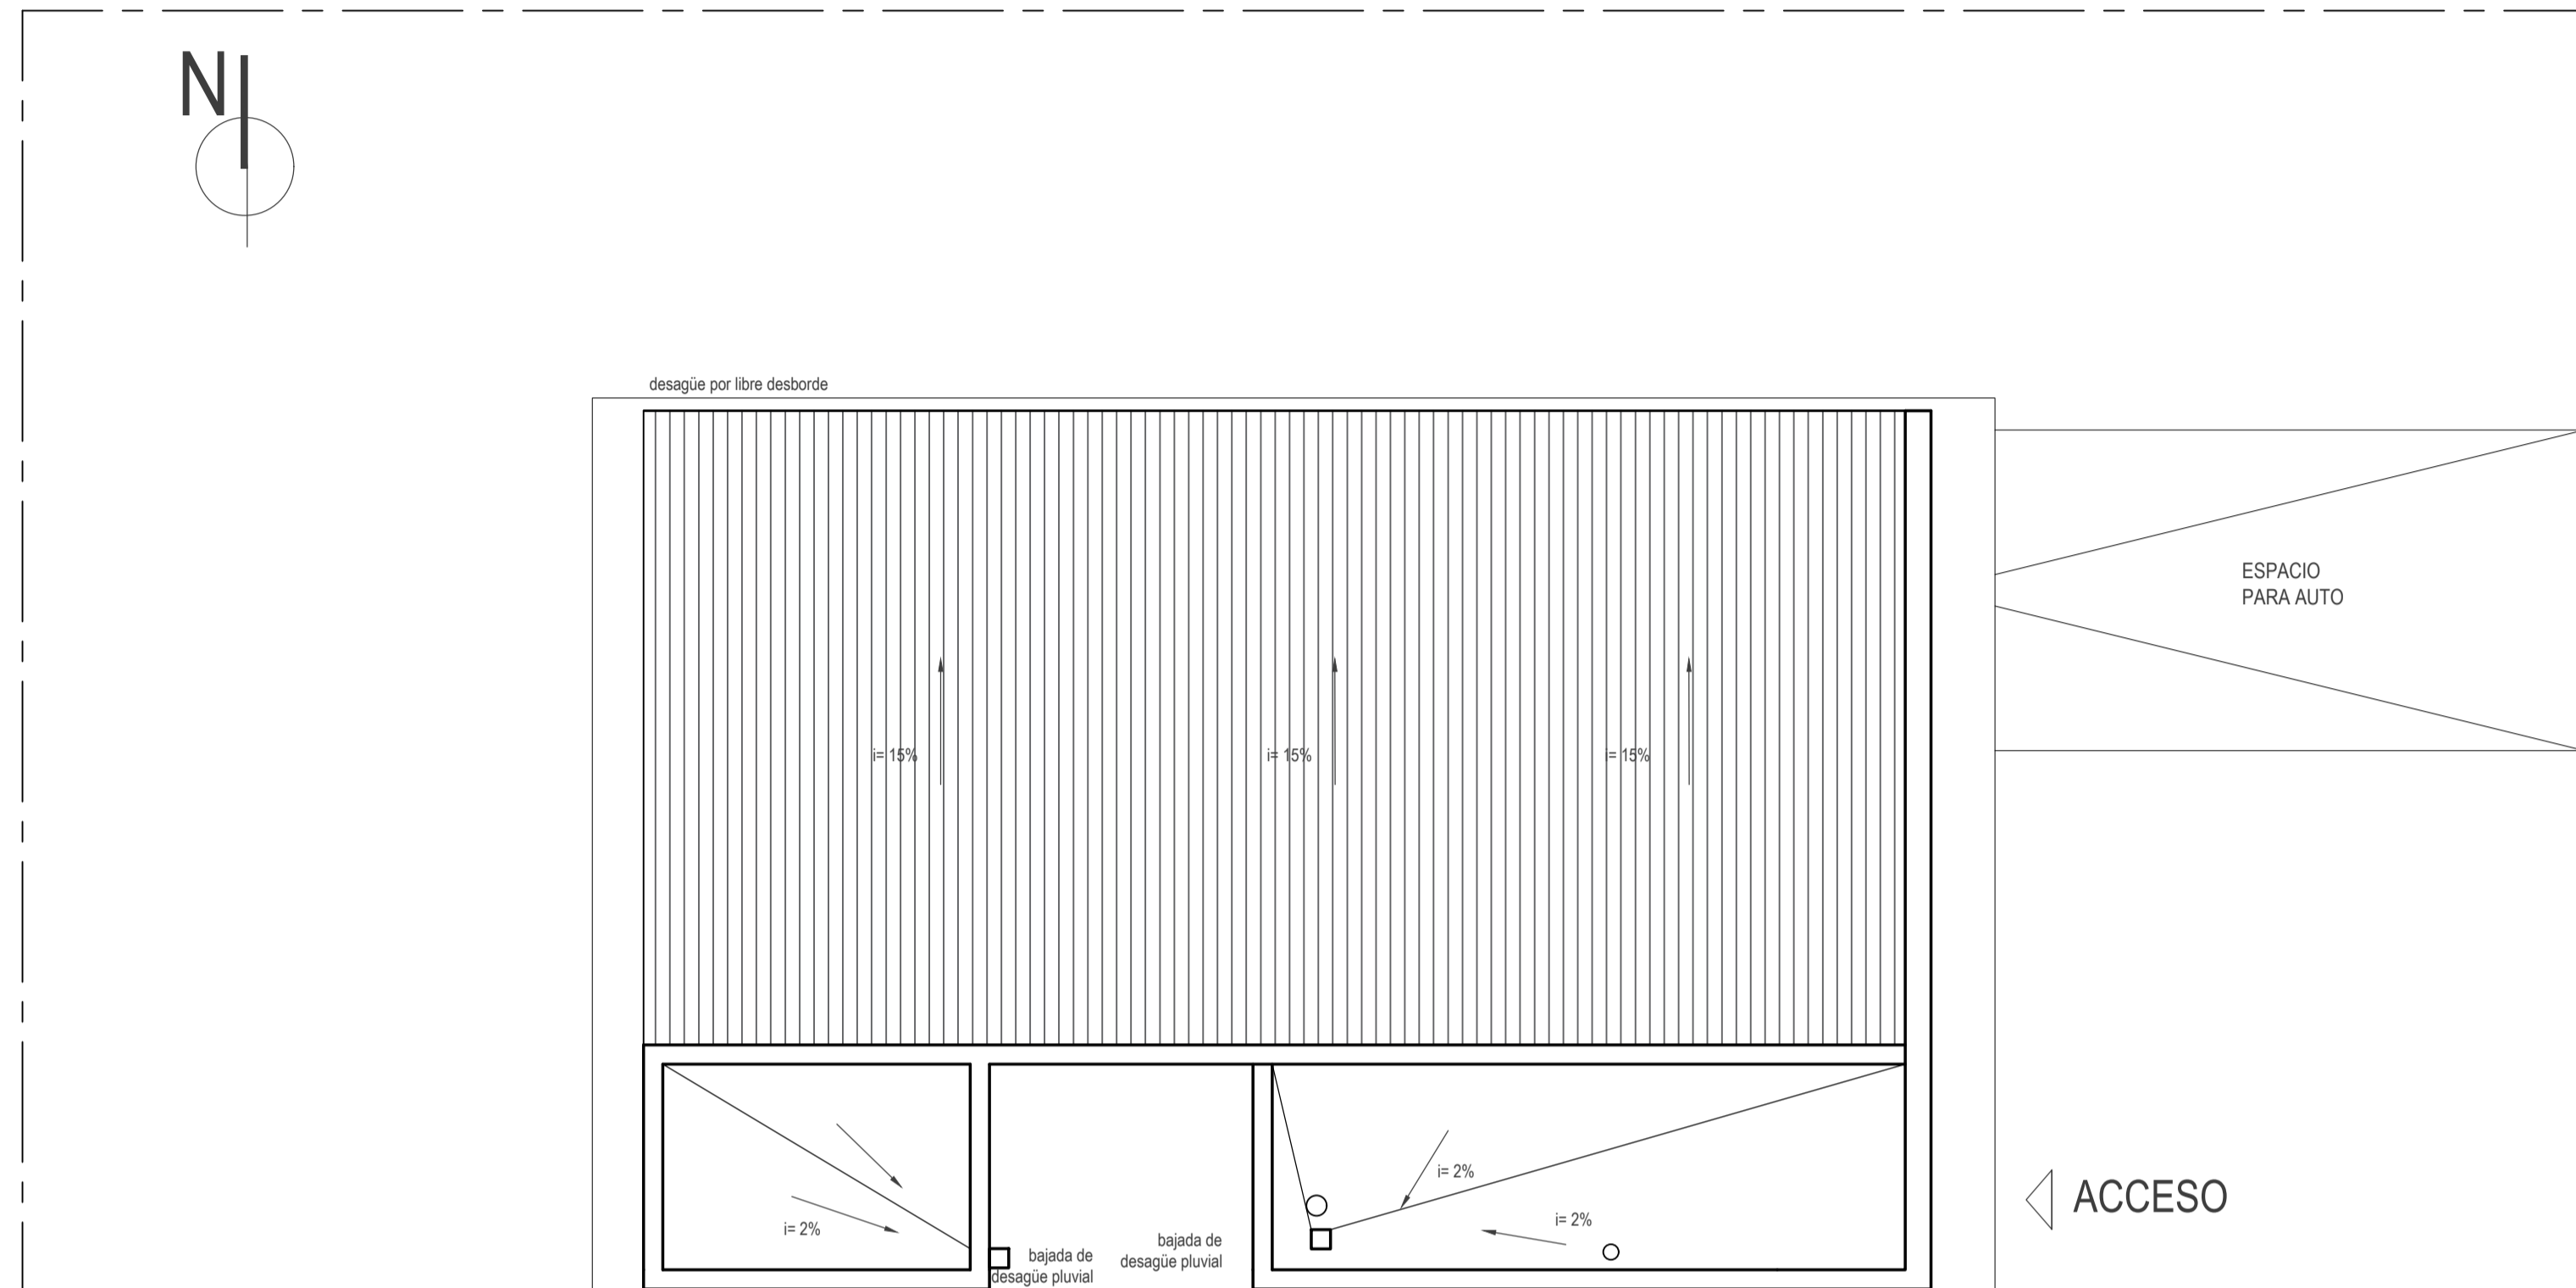 N
desagüe por libre desborde
ESPACIO
PARA AUTO
i= 15%
i= 15%
i= 15%
i= 2%
ACCESO
i= 2%
i= 2%
bajada de
desagüe pluvial
bajada de
desagüe pluvial